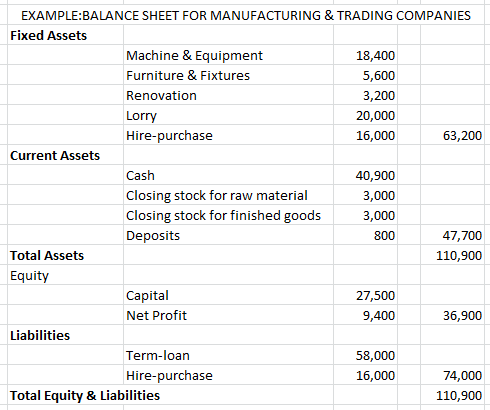 EXAMPLE:BALANCE SHEET FOR MANUFACTURING & TRADING COMPANIES
Fixed Assets
Machine & Equipment 18,400
Furniture & Fixtures 5,600
Renovation 3,200
Lorry 20,000
Hire-purchase 16,000 63,200
Current Assets
Cash 40,900
Closing stock for raw material 3,000
Closing stock for finished goods 3,000
Deposits 800 47,700
Total Assets 110,900
Equity
Capital 27,500
Net Profit 9,400 36,900
Liabilities
Term-loan 58,000
Hire-purchase 16,000 74,000
Total Equity & Liabilities 110,900